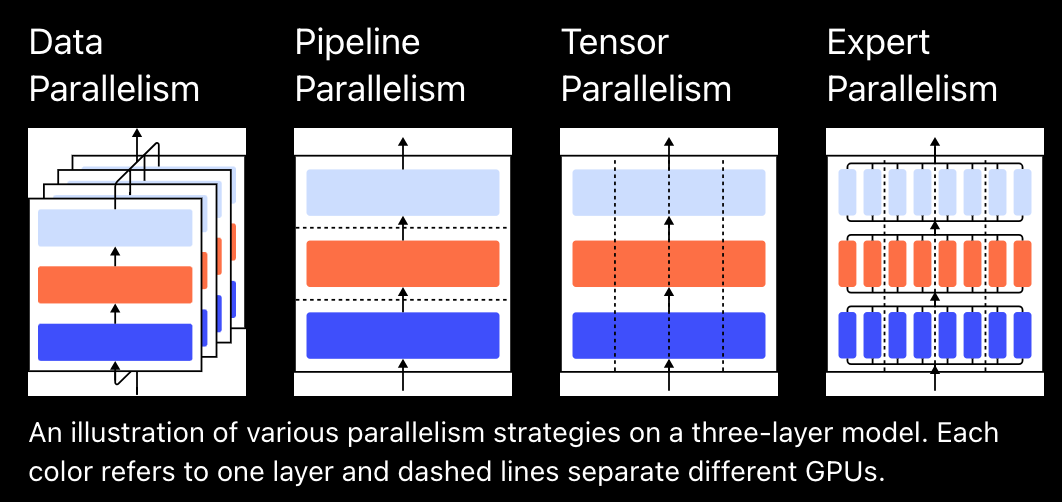 Data
Parallelism
Pipeline
Parallelism
Tensor
Parallelism
Expert
Parallelism
An illustration of various parallelism strategies on a three-layer model. Each
color refers to one layer and dashed lines separate different GPUs.